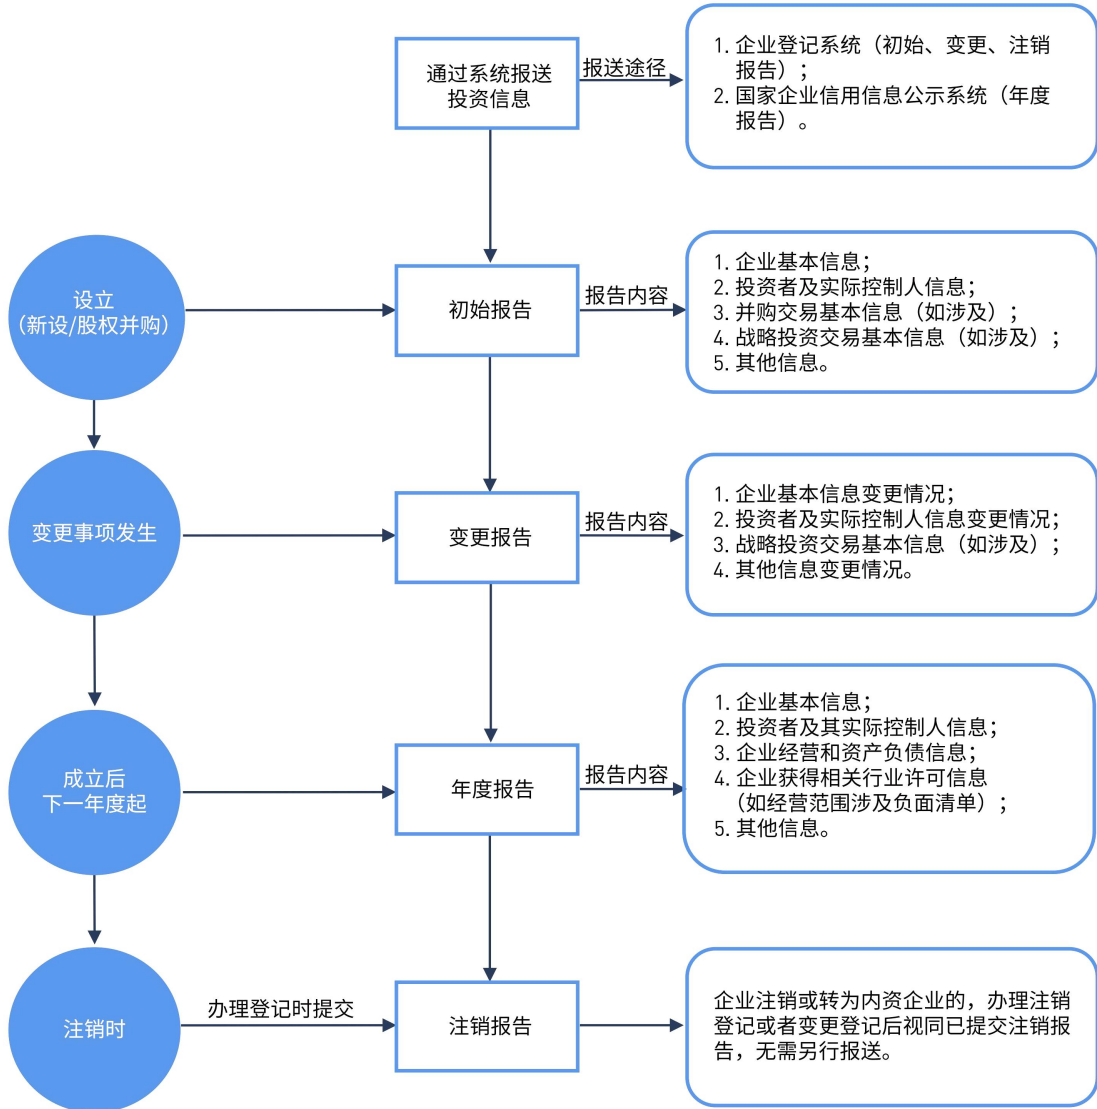 通过系统报送
投资信息
报送途径
1. 企业登记系统（初始、变更、注销
报告）；
2. 国家企业信用信息公示系统（年度
报告）。
设立
（新设/股权并购）
初始报告
报告内容
1. 企业基本信息；
2. 投资者及实际控制人信息；
3. 并购交易基本信息（如涉及）；
4. 战略投资交易基本信息（如涉及）；
5. 其他信息。
变更事项发生
变更报告
报告内容
1. 企业基本信息变更情况；
2. 投资者及实际控制人信息变更情况；
3. 战略投资交易基本信息（如涉及）；
4. 其他信息变更情况。
成立后
下一年度起
年度报告
报告内容
1. 企业基本信息；
2. 投资者及其实际控制人信息；
3. 企业经营和资产负债信息；
4. 企业获得相关行业许可信息
（如经营范围涉及负面清单）；
5. 其他信息。
注销时
办理登记时提交
注销报告
企业注销或转为内资企业的，办理注销
登记或者变更登记后视同已提交注销报
告，无需另行报送。